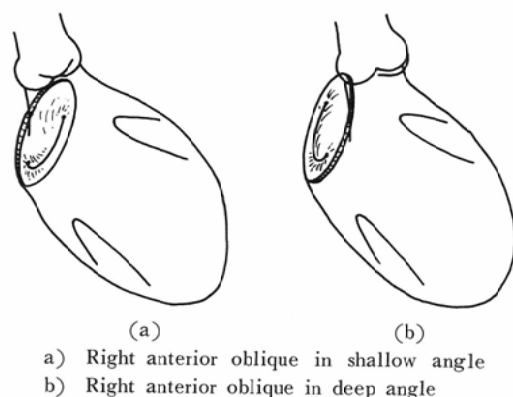 (a) (b)
a) Right anterior oblique in shallow angle
b) Right anterior oblique in deep angle